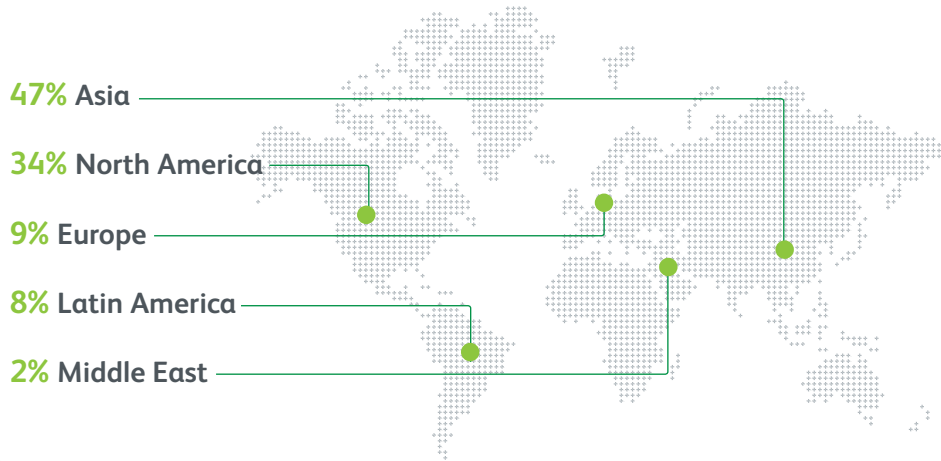 47% Asia
34% North America
9% Europe
8% Latin America
2% Middle East